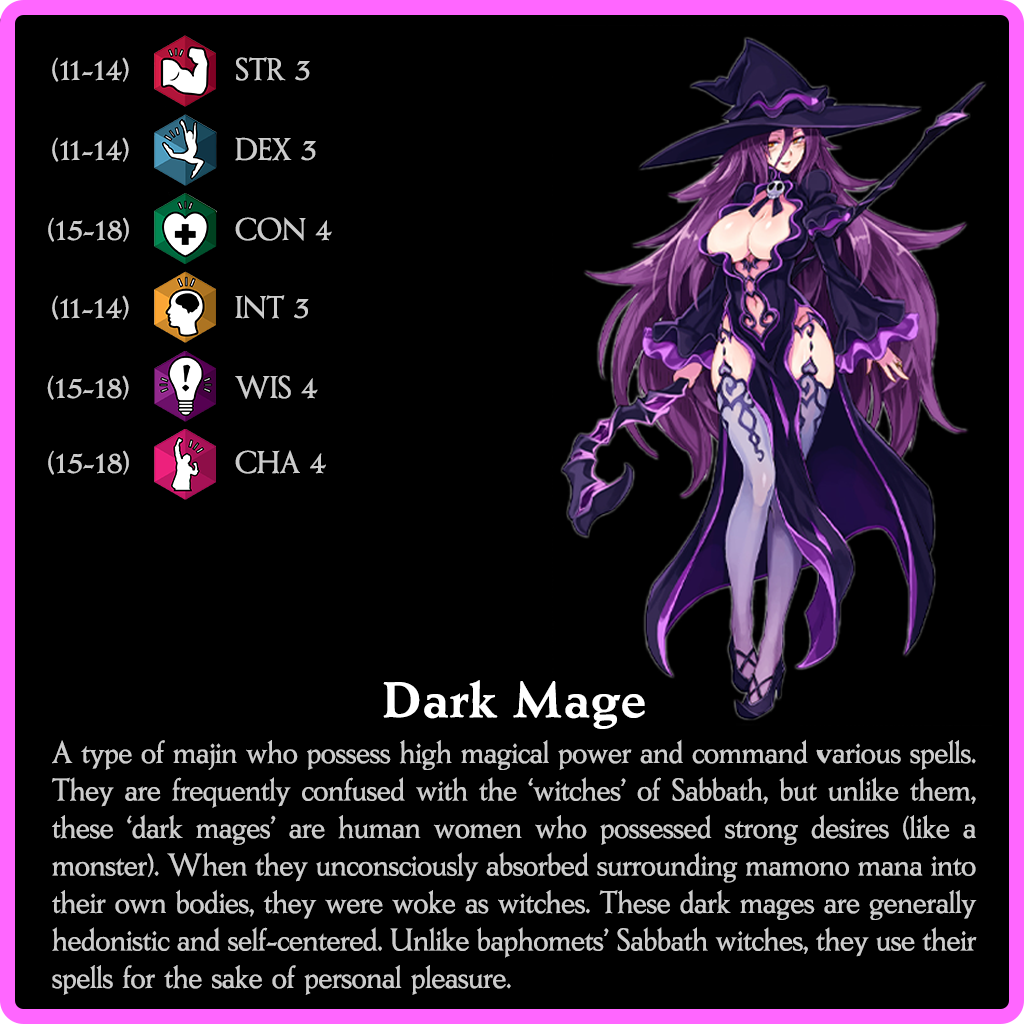 (11-14) STR 3
(11-14) DEX 3
(15-18) CON 4
(11-14) INT 3
(15-18) WIS 4
(15-18) CHA 4
Dark Mage
A type of majin who possess high magical power and command various spells.
They are frequently confused with the ‘witches’ of Sabbath, but unlike them,
these ‘dark mages’ are human women who possessed strong desires (like a
monster). When they unconsciously absorbed surrounding mamono mana into
their own bodies, they were woke as witches. These dark mages are generally
hedonistic and self-centered. Unlike baphomets’ Sabbath witches, they use their
spells for the sake of personal pleasure.